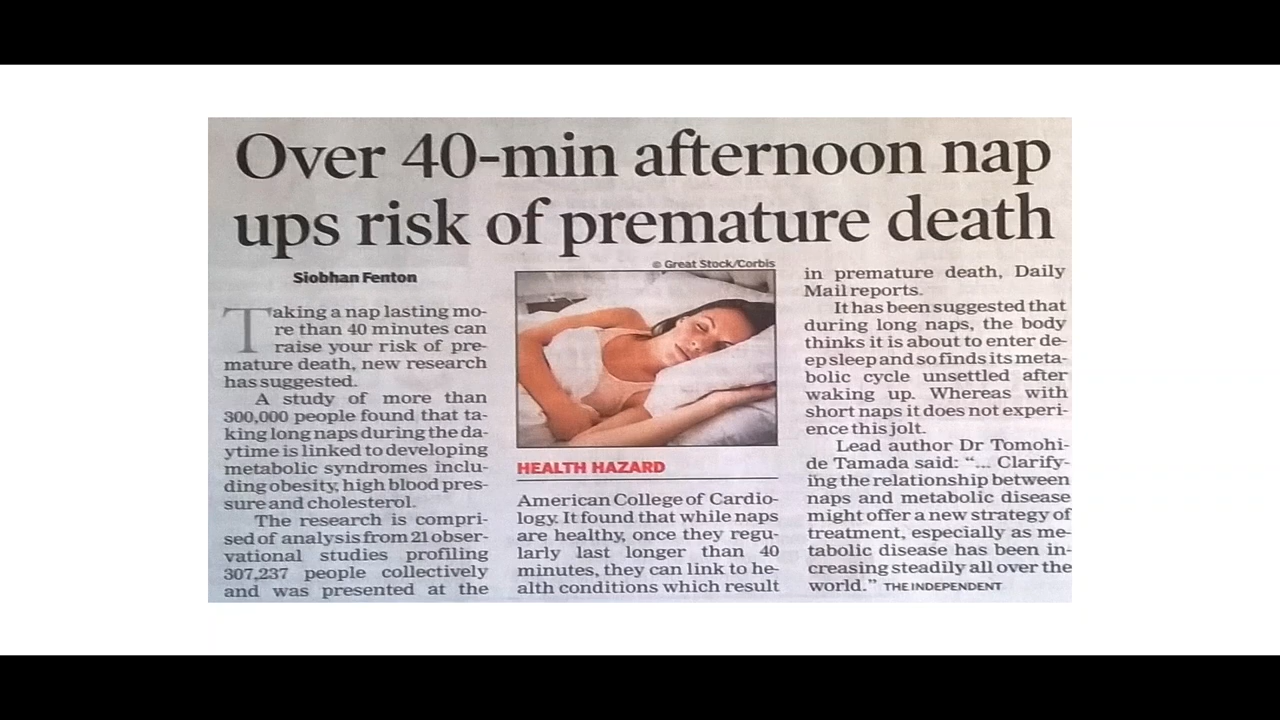 Over 40-min afternoon nap
ups risk of premature death
Siobhan Fenton
Taking a nap lasting mo-
re than 40 minutes can
raise your risk of pre-
mature death, new research
has suggested.
A study of more than
300,000 people found that ta-
king long naps during the da-
ytime is linked to developing
metabolic syndromes inclu-
ding obesity, high blood pres-
sure and cholesterol.
The research is compri-
sed of analysis from 21 obser-
vational studies profiling
307,237 people collectively
and was presented at the
© Great Stock/Corbis
HEALTH HAZARD
American College of Cardio-
logy. It found that while naps
are healthy, once they regu-
larly last longer than 40
minutes, they can link to he-
alth conditions which result
in premature death, Daily
Mail reports.
It has been suggested that
during long naps, the body
thinks it is about to enter de-
ep sleep and so finds its meta-
bolic cycle unsettled after
waking up. Whereas with
short naps it does not experi-
ence this jolt.
Lead author Dr Tomohi-
de Tamada said: “... Clarify-
ing the relationship between
naps and metabolic disease
might offer a new strategy of
treatment, especially as me-
tabolic disease has been in-
creasing steadily all over the
world.” THE INDEPENDENT